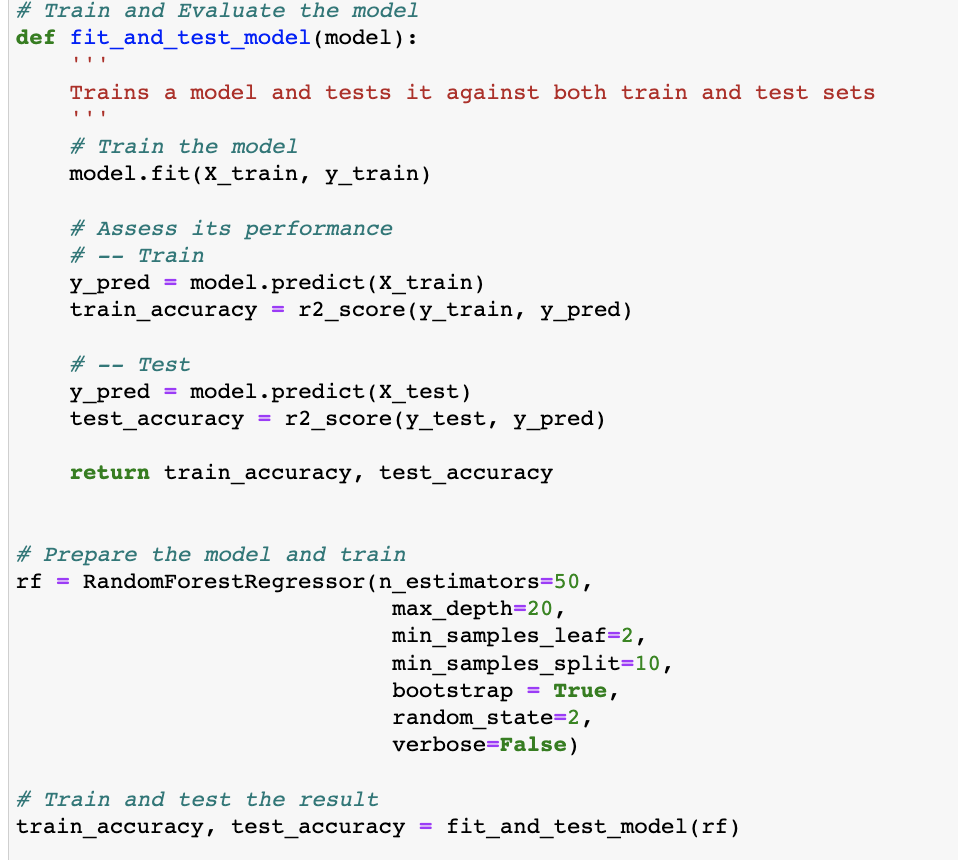 # Train and Evaluate the model
def fit_and_test_model(model):
    '''
    Trains a model and tests it against both train and test sets
    '''
    # Train the model
    model.fit(X_train, y_train)

    # Assess its performance
    # -- Train
    y_pred = model.predict(X_train)
    train_accuracy = r2_score(y_train, y_pred)

    # -- Test
    y_pred = model.predict(X_test)
    test_accuracy = r2_score(y_test, y_pred)

    return train_accuracy, test_accuracy


# Prepare the model and train
rf = RandomForestRegressor(n_estimators=50,
                            max_depth=20,
                            min_samples_leaf=2,
                            min_samples_split=10,
                            bootstrap = True,
                            random_state=2,
                            verbose=False)

# Train and test the result
train_accuracy, test_accuracy = fit_and_test_model(rf)